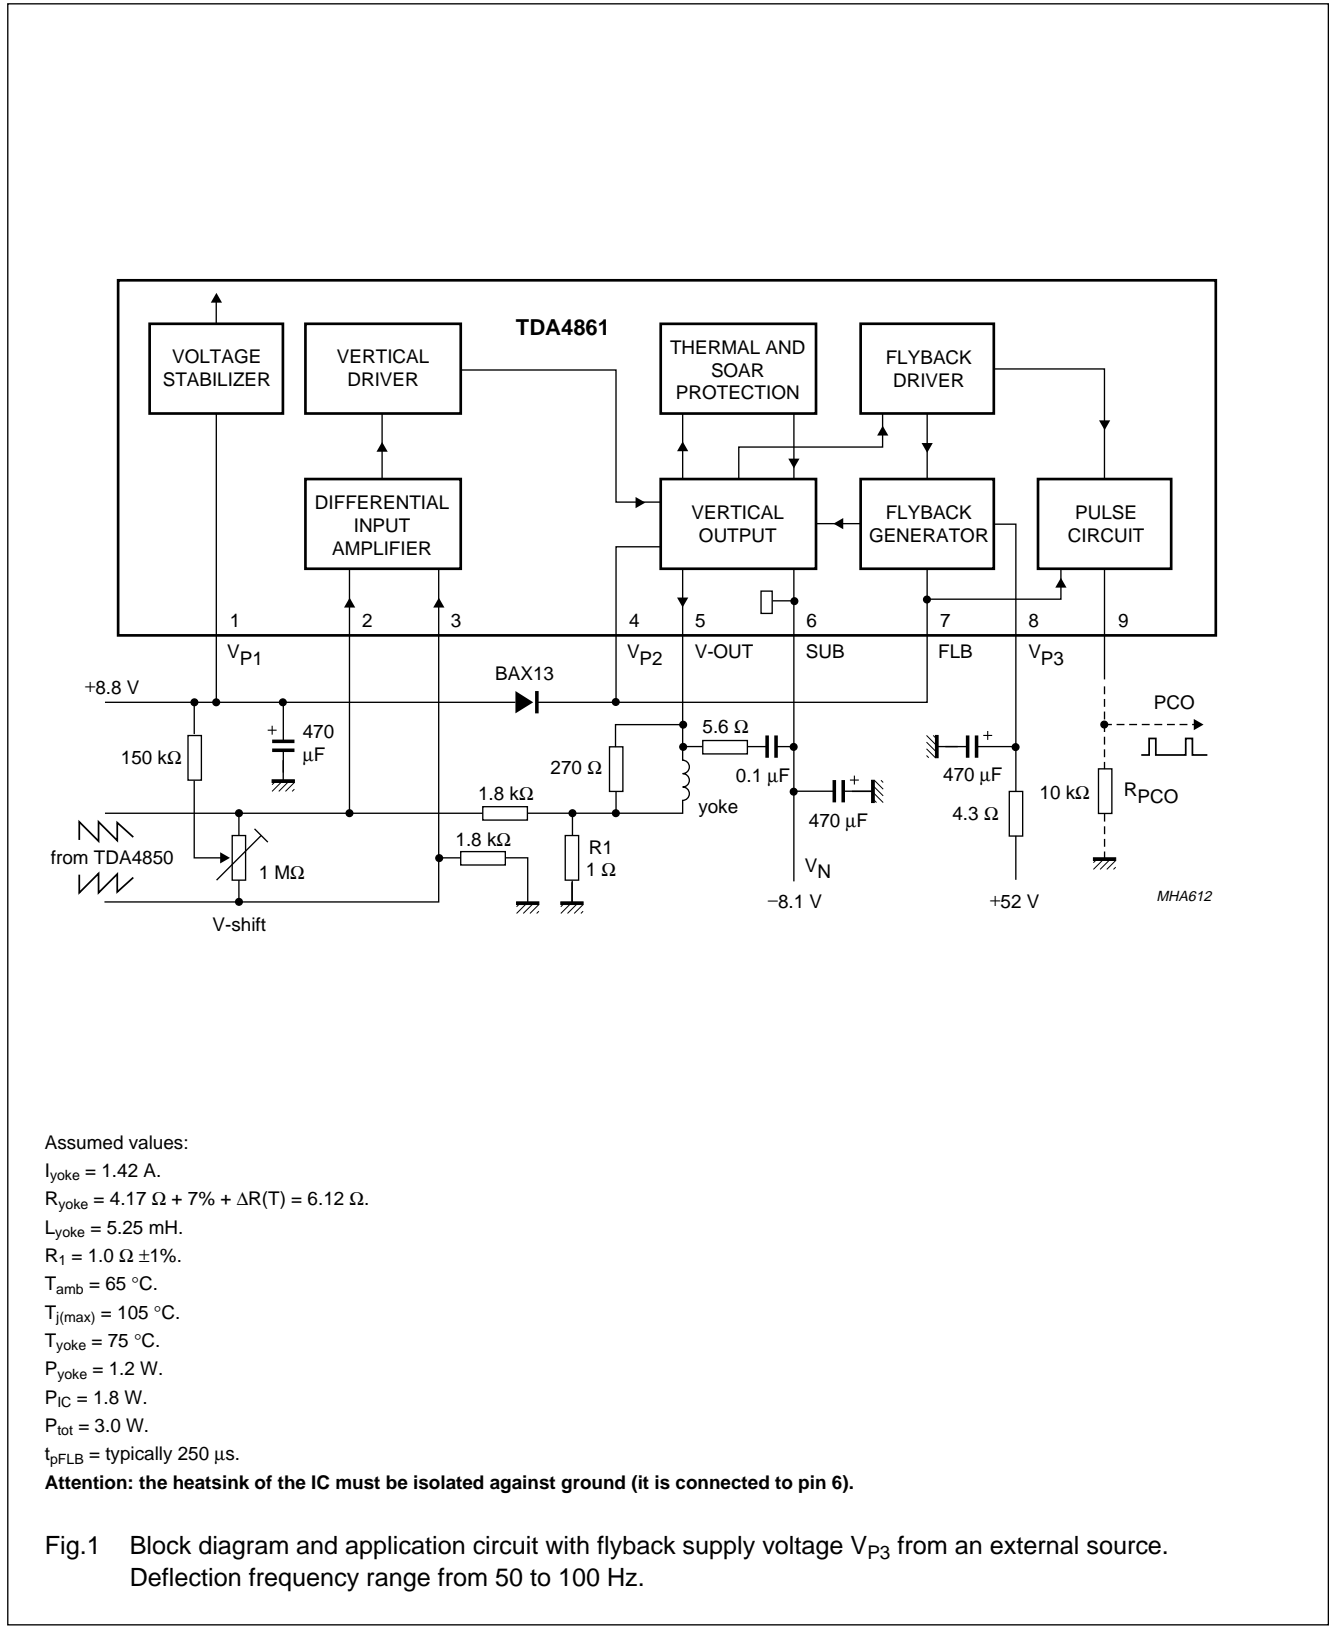 TDA4861
VOLTAGE
STABILIZER
VERTICAL
DRIVER
THERMAL AND
SOAR
PROTECTION
FLYBACK
DRIVER
DIFFERENTIAL
INPUT
AMPLIFIER
VERTICAL
OUTPUT
FLYBACK
GENERATOR
PULSE
CIRCUIT
1 2 3 4 5 6 7 8 9
VP1 VP2 V-OUT SUB FLB VP3
BAX13
+8.8 V
150 kΩ
+
470
μF
270 Ω
5.6 Ω
0.1 μF
yoke
+
470 μF
+
470 μF
4.3 Ω
PCO
10 kΩ
RPCO
1.8 kΩ
1.8 kΩ
R1
1 Ω
from TDA4850
1 MΩ
V-shift
VN
−8.1 V
+52 V
MHA612
Assumed values:
Iyoke = 1.42 A.
Ryoke = 4.17 Ω + 7% + ΔR(T) = 6.12 Ω.
Lyoke = 5.25 mH.
R1 = 1.0 Ω ±1%.
Tamb = 65 °C.
Tj(max) = 105 °C.
Tyoke = 75 °C.
Pyoke = 1.2 W.
PIC = 1.8 W.
Ptot = 3.0 W.
tpFLB = typically 250 μs.
Attention: the heatsink of the IC must be isolated against ground (it is connected to pin 6).
Fig.1 Block diagram and application circuit with flyback supply voltage VP3 from an external source.
Deflection frequency range from 50 to 100 Hz.